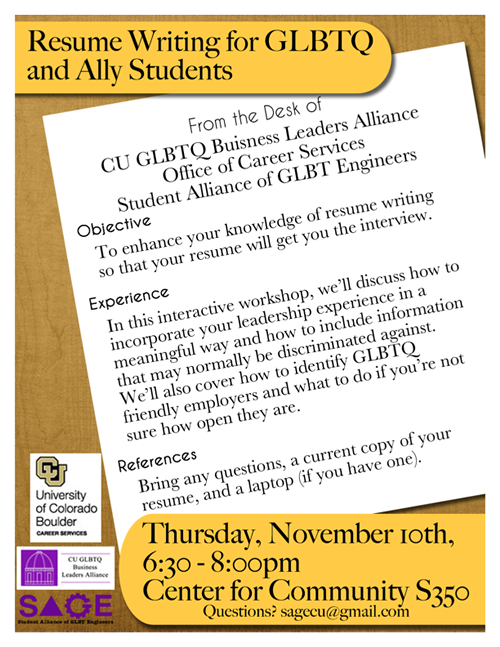 Resume Writing for GLBTQ
and Ally Students
From the Desk of
CU GLBTQ Buisness Leaders Alliance
Office of Career Services
Student Alliance of GLBT Engineers
Objective
To enhance your knowledge of resume writing
so that your resume will get you the interview.
Experience
In this interactive workshop, we'll discuss how to
incorporate your leadership experience in a
meaningful way and how to include information
that may normally be discriminated against.
We'll also cover how to identify GLBTQ
friendly employers and what to do if you're not
sure how open they are.
References
Bring any questions, a current copy of your
resume, and a laptop (if you have one).
CU
University
of Colorado
Boulder
CAREER SERVICES
CU GLBTQ
Business
Leaders Alliance
SAGE
Student Alliance of GLBT Engineers
Thursday, November 10th,
6:30 - 8:00pm
Center for Community S350
Questions? sagecu@gmail.com